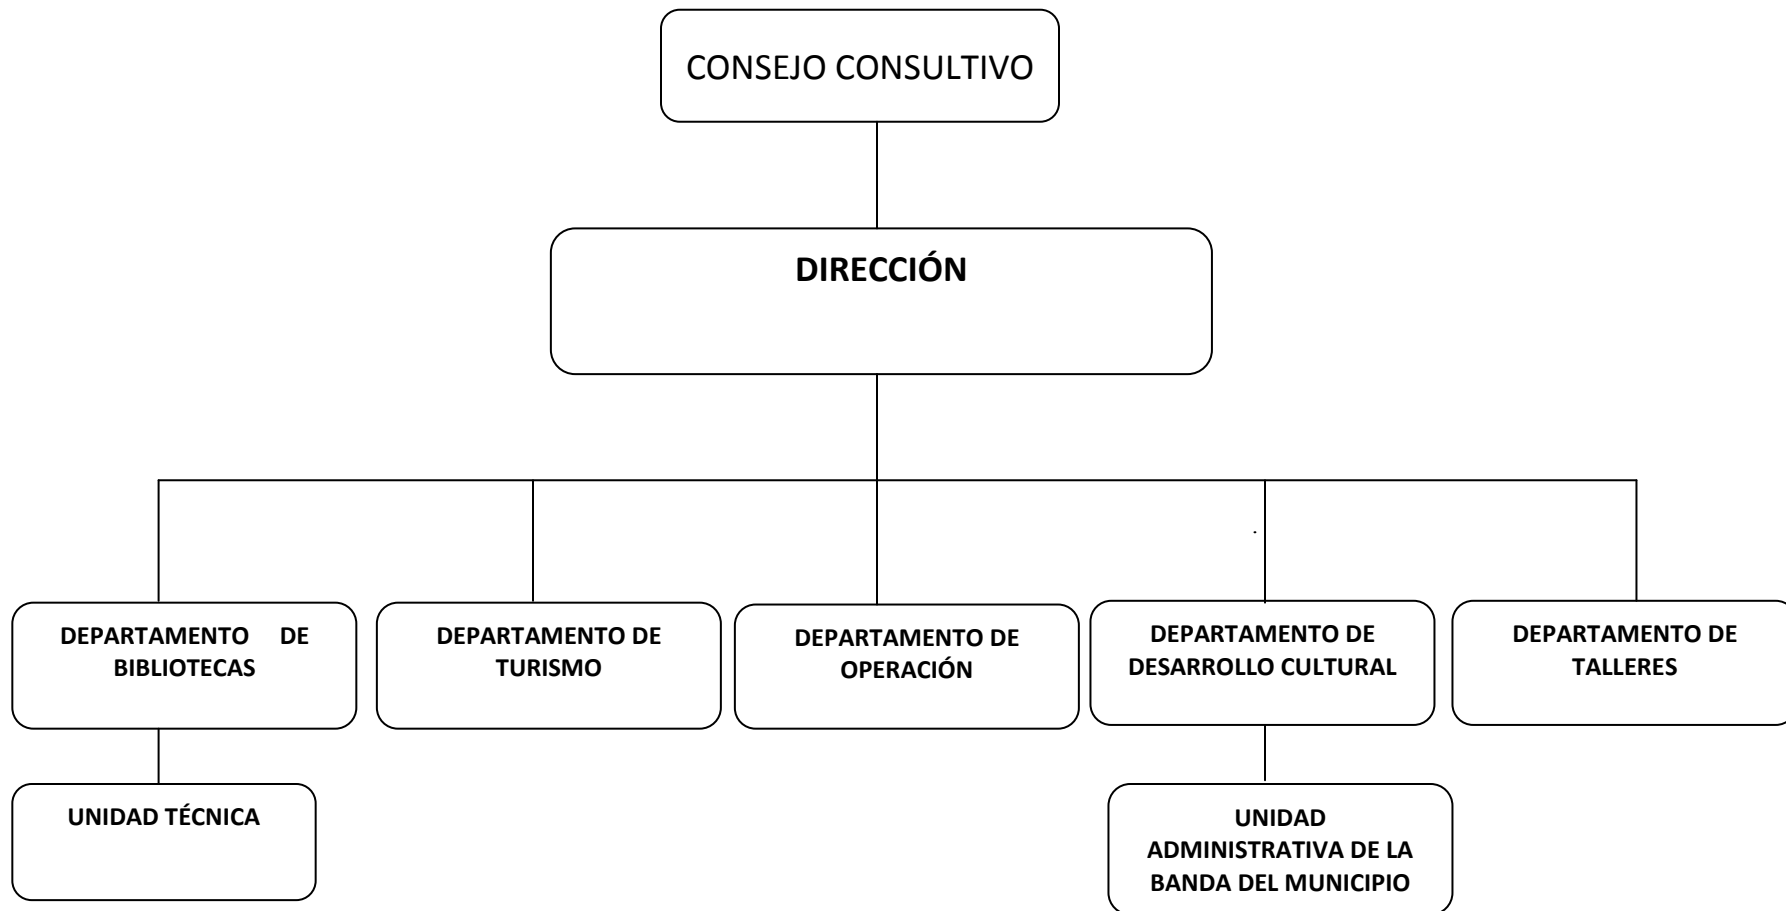 CONSEJO CONSULTIVO
DIRECCIÓN
DEPARTAMENTO DE
BIBLIOTECAS
DEPARTAMENTO DE
TURISMO
DEPARTAMENTO DE
OPERACIÓN
DEPARTAMENTO DE
DESARROLLO CULTURAL
DEPARTAMENTO DE
TALLERES
UNIDAD TÉCNICA
UNIDAD
ADMINISTRATIVA DE LA
BANDA DEL MUNICIPIO